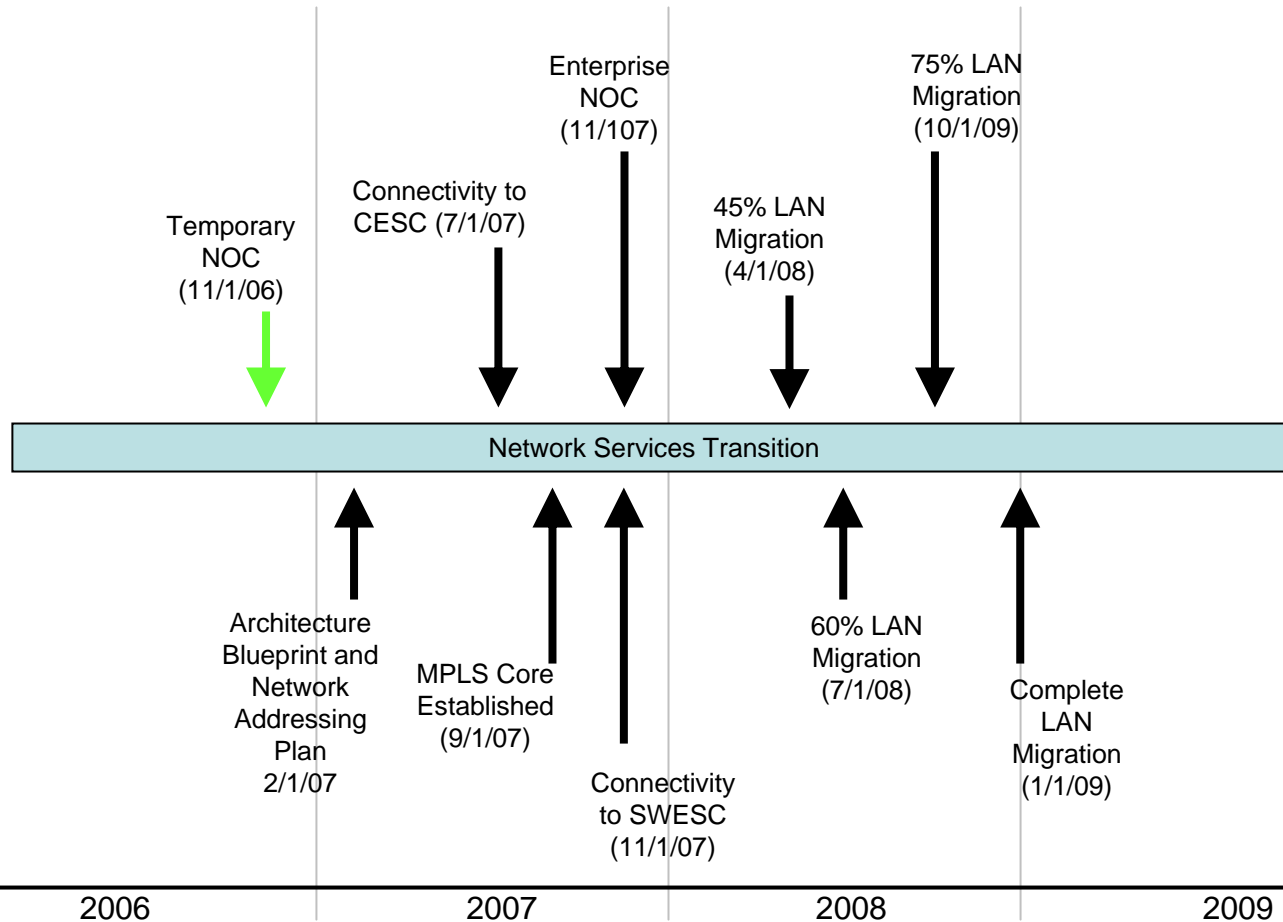 Enterprise
NOC
(11/107)
75% LAN
Migration
(10/1/09)
Connectivity to
CESC (7/1/07)
45% LAN
Migration
(4/1/08)
Temporary
NOC
(11/1/06)
Network Services Transition
Architecture
Blueprint and
Network
Addressing
Plan
2/1/07
MPLS Core
Established
(9/1/07)
Connectivity
to SWESC
(11/1/07)
60% LAN
Migration
(7/1/08)
Complete
LAN
Migration
(1/1/09)
2006
2007
2008
2009